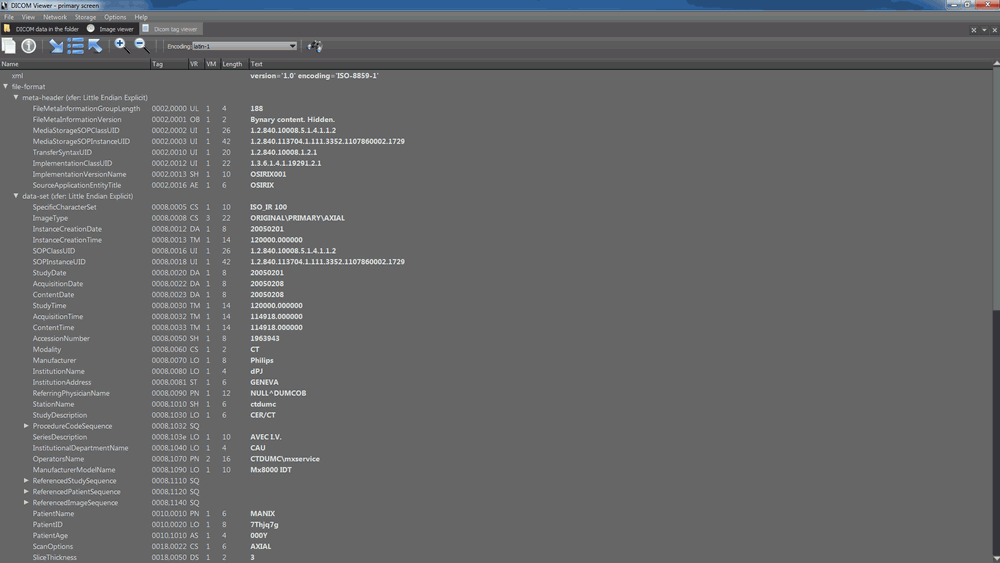 DICOM Viewer - primary screen
File View Network Storage Options Help
DICOM data in the folder Image viewer Dicom tag viewer
Encoding: latin-1
Name Tag VR VM Length Text
xml version='1.0' encoding='ISO-8859-1'
file-format
meta-header (xfer: Little Endian Explicit)
FileMetaInformationGroupLength 0002,0000 UL 1 4 188
FileMetaInformationVersion 0002,0001 OB 1 2 Bynary content. Hidden.
MediaStorageSOPClassUID 0002,0002 UI 1 26 1.2.840.10008.5.1.4.1.1.2
MediaStorageSOPInstanceUID 0002,0003 UI 1 42 1.2.840.113704.1.111.3352.1107860002.1729
TransferSyntaxUID 0002,0010 UI 1 20 1.2.840.10008.1.2.1
ImplementationClassUID 0002,0012 UI 1 22 1.3.6.1.4.1.19291.2.1
ImplementationVersionName 0002,0013 SH 1 10 OSIRIX001
SourceApplicationEntityTitle 0002,0016 AE 1 6 OSIRIX
data-set (xfer: Little Endian Explicit)
SpecificCharacterSet 0008,0005 CS 1 10 ISO_IR 100
ImageType 0008,0008 CS 3 22 ORIGINAL\PRIMARY\AXIAL
InstanceCreationDate 0008,0012 DA 1 8 20050201
InstanceCreationTime 0008,0013 TM 1 14 120000.000000
SOPClassUID 0008,0016 UI 1 26 1.2.840.10008.5.1.4.1.1.2
SOPInstanceUID 0008,0018 UI 1 42 1.2.840.113704.1.111.3352.1107860002.1729
StudyDate 0008,0020 DA 1 8 20050201
AcquisitionDate 0008,0022 DA 1 8 20050208
ContentDate 0008,0023 DA 1 8 20050208
StudyTime 0008,0030 TM 1 14 120000.000000
AcquisitionTime 0008,0032 TM 1 14 114918.000000
ContentTime 0008,0033 TM 1 14 114918.000000
AccessionNumber 0008,0050 SH 1 8 1963943
Modality 0008,0060 CS 1 2 CT
Manufacturer 0008,0070 LO 1 8 Philips
InstitutionName 0008,0080 LO 1 4 dPJ
InstitutionAddress 0008,0081 ST 1 6 GENEVA
ReferringPhysicianName 0008,0090 PN 1 12 NULL^DUMCOB
StationName 0008,1010 SH 1 6 ctdumc
StudyDescription 0008,1030 LO 1 6 CER/CT
ProcedureCodeSequence 0008,1032 SQ
SeriesDescription 0008,103e LO 1 10 AVEC I.V.
InstitutionalDepartmentName 0008,1040 LO 1 4 CAU
OperatorsName 0008,1070 PN 2 16 CTDUMC\mxservice
ManufacturerModelName 0008,1090 LO 1 10 Mx8000 IDT
ReferencedStudySequence 0008,1110 SQ
ReferencedPatientSequence 0008,1120 SQ
ReferencedImageSequence 0008,1140 SQ
PatientName 0010,0010 PN 1 6 MANIX
PatientID 0010,0020 LO 1 8 7Thjq7g
PatientAge 0010,1010 AS 1 4 000Y
ScanOptions 0018,0022 CS 1 6 AXIAL
SliceThickness 0018,0050 DS 1 2 3